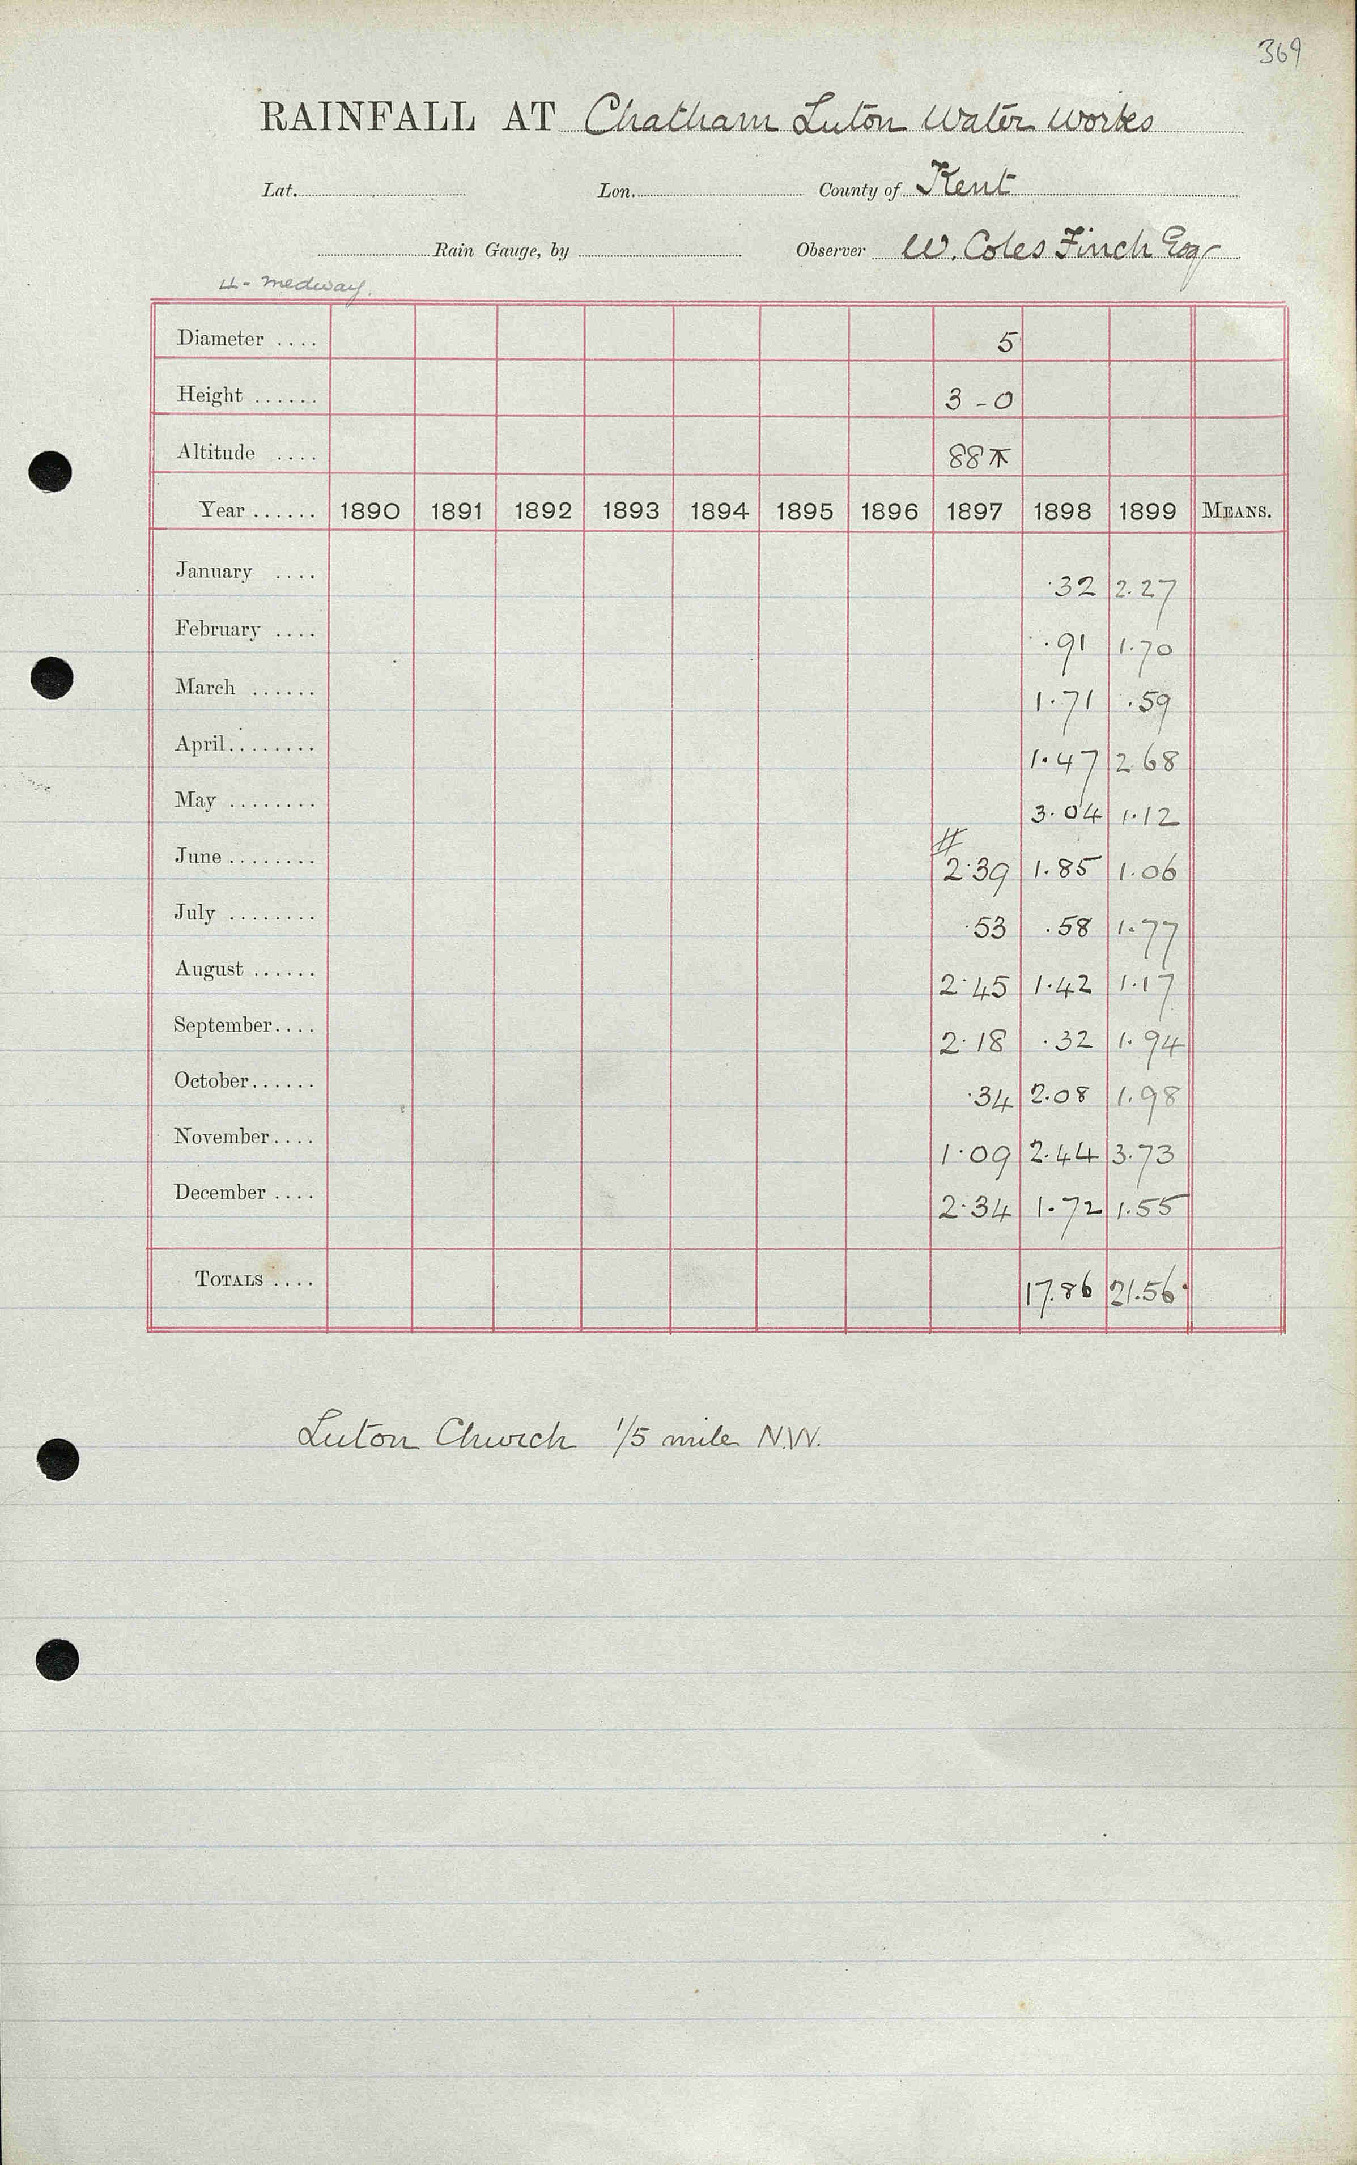 369
RAINFALL AT Chatham Luton Water Works
Lat. Lon. County of Kent
Rain Gauge, by Observer W. Coles Finch Esq
4 - Medway.
Diameter .... 5
Height ...... 3 - 0
Altitude .... 88
Year ...... 1890 1891 1892 1893 1894 1895 1896 1897 1898 1899 MEANS.
January .... .32 2.27
February .... .91 1.70
March ...... 1.71 .59
April........ 1.47 2.68
May ........ 3.04 1.12
June ........ 2.39 1.85 1.06
July ........ .53 .58 1.77
August ...... 2.45 1.42 1.17
September.... 2.18 .32 1.94
October...... .34 2.08 1.98
November.... 1.09 2.44 3.73
December .... 2.34 1.72 1.55
TOTALS .... 17.86 21.56
Luton Church 1/5 mile N.W.